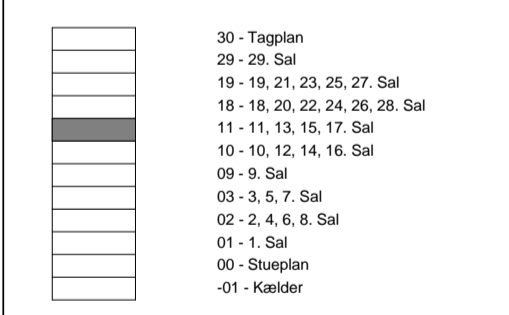 30 - Tagplan
29 - 29. Sal
19 - 19, 21, 23, 25, 27. Sal
18 - 18, 20, 22, 24, 26, 28. Sal
11 - 11, 13, 15, 17. Sal
10 - 10, 12, 14, 16. Sal
09 - 9. Sal
03 - 3, 5, 7. Sal
02 - 2, 4, 6, 8. Sal
01 - 1. Sal
00 - Stueplan
-01 - Kælder